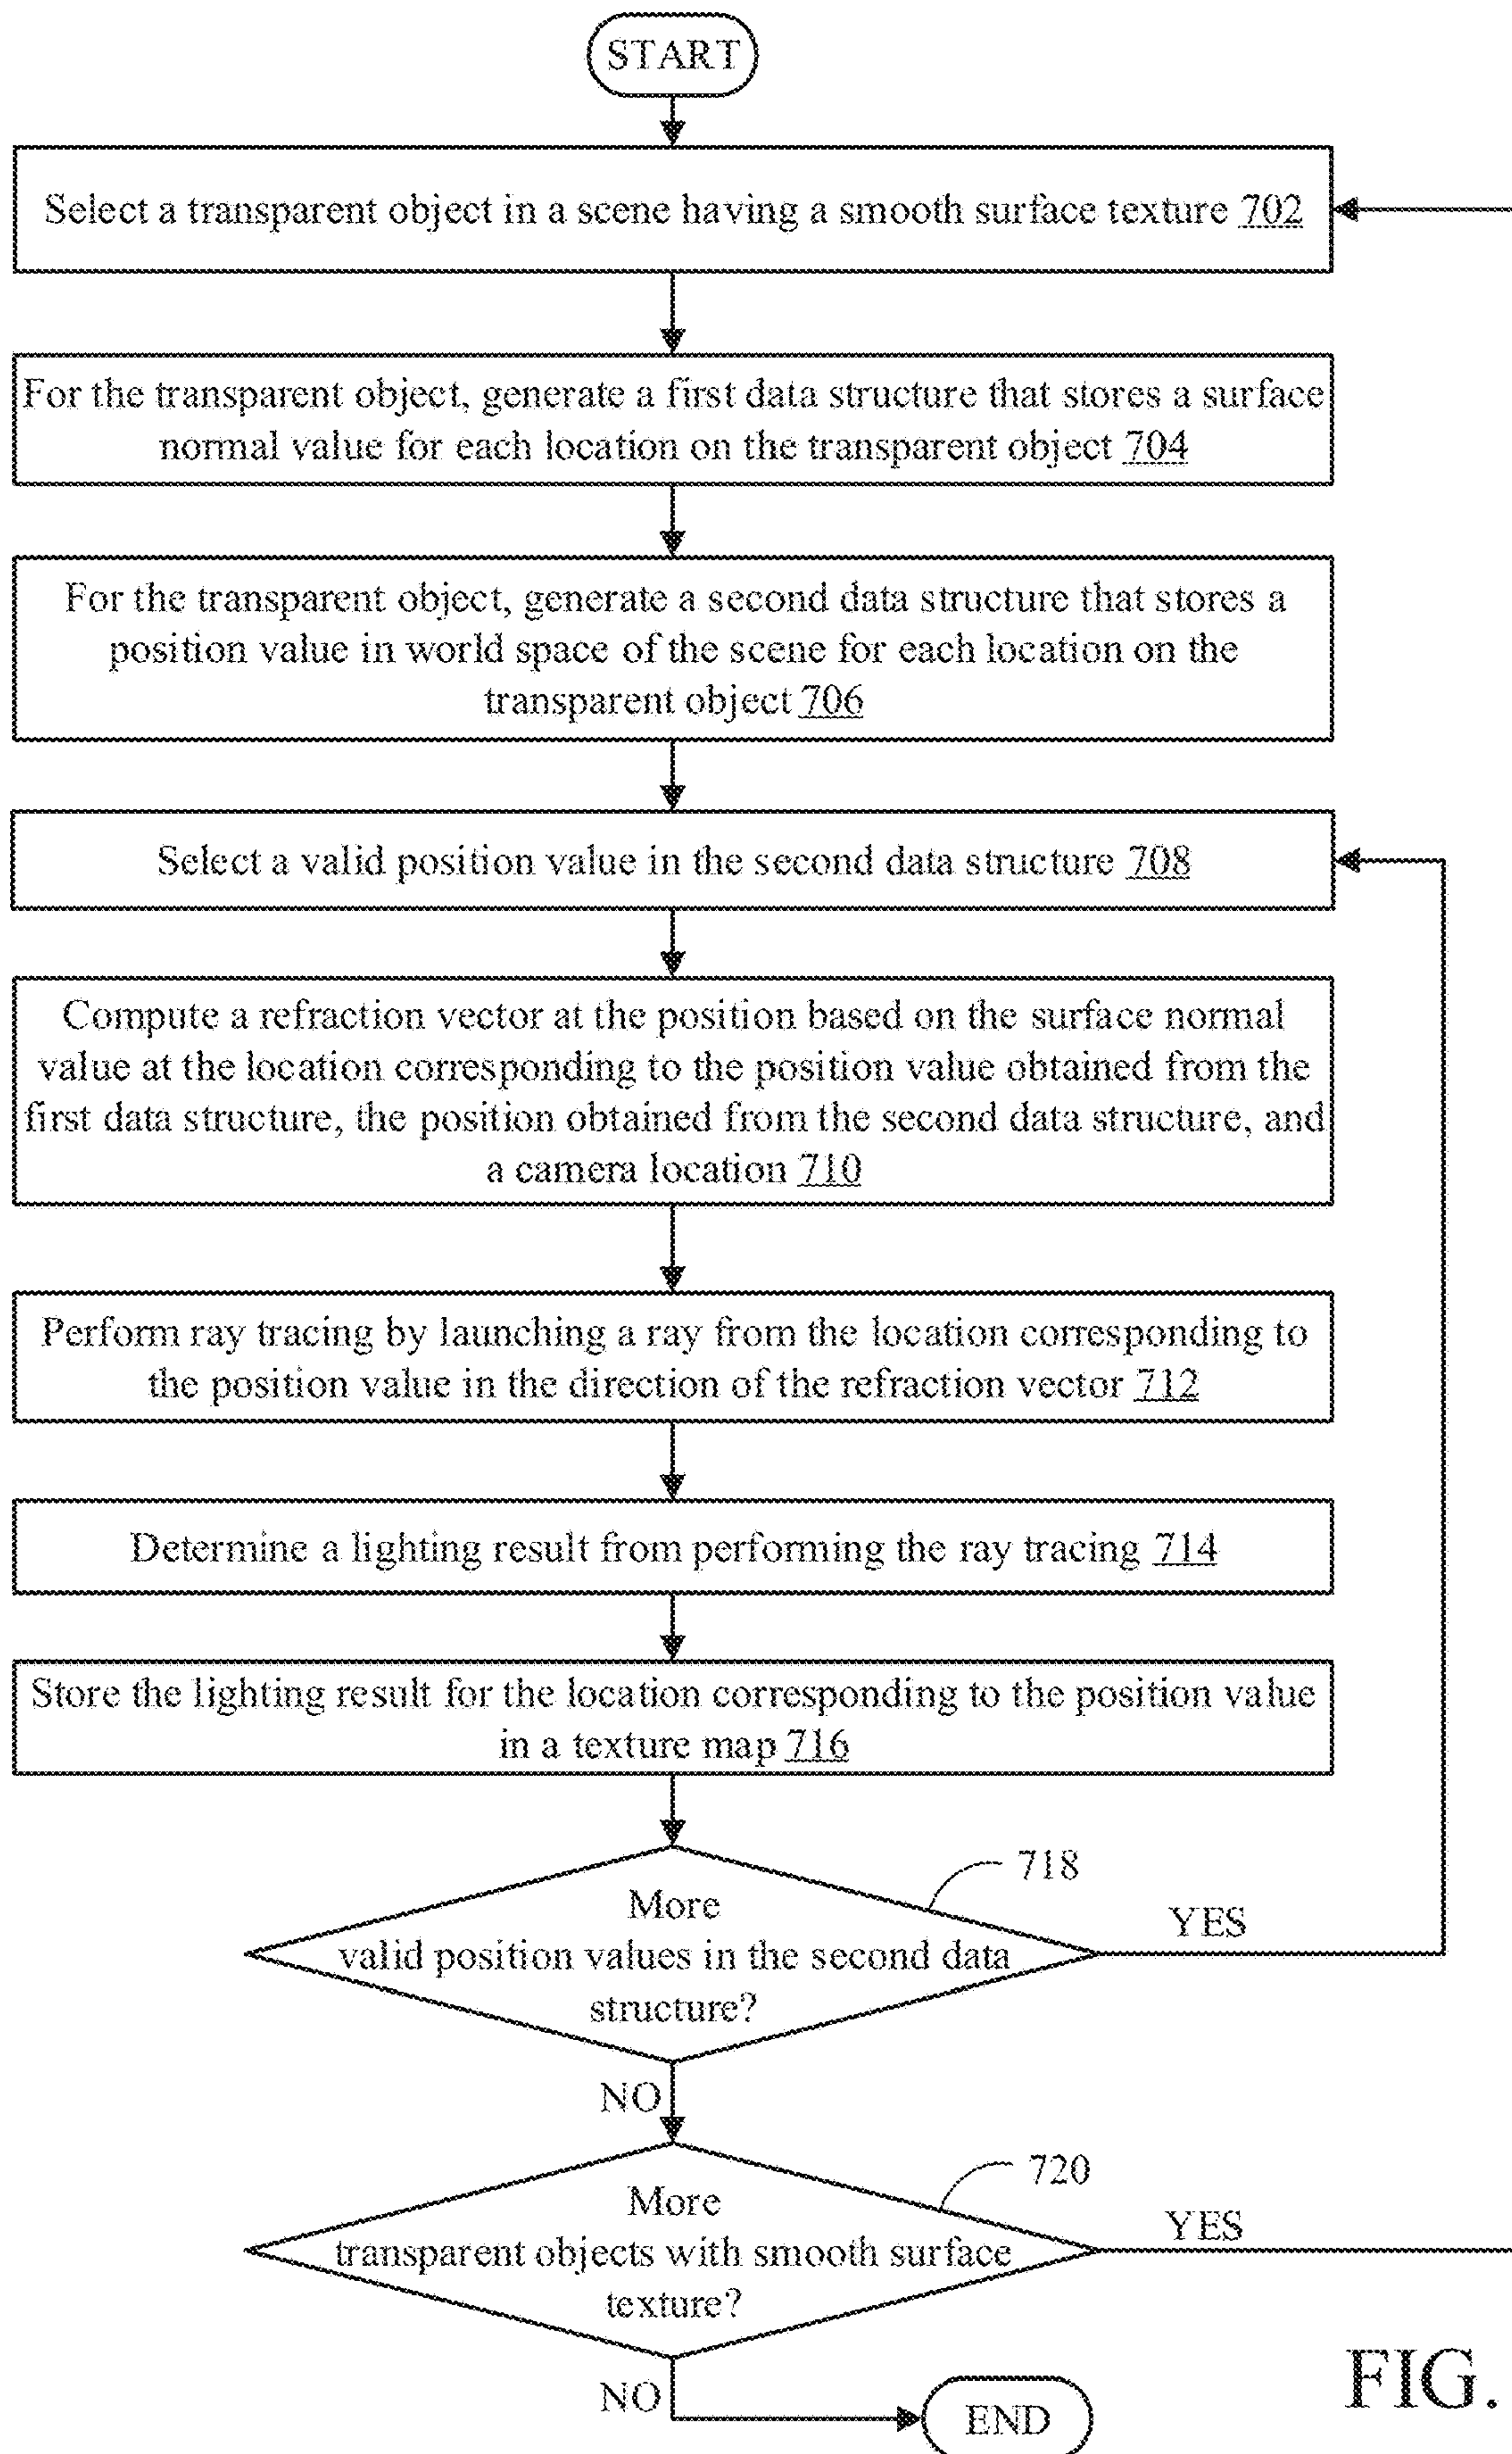 START
Select a transparent object in a scene having a smooth surface texture 702
For the transparent object, generate a first data structure that stores a surface
normal value for each location on the transparent object 704
For the transparent object, generate a second data structure that stores a
position value in world space of the scene for each location on the
transparent object 706
Select a valid position value in the second data structure 708
Compute a refraction vector at the position based on the surface normal
value at the location corresponding to the position value obtained from the
first data structure, the position obtained from the second data structure, and
a camera location 710
Perform ray tracing by launching a ray from the location corresponding to
the position value in the direction of the refraction vector 712
Determine a lighting result from performing the ray tracing 714
Store the lighting result for the location corresponding to the position value
in a texture map 716
718
More
valid position values in the second data
structure?
YES
NO
720
More
transparent objects with smooth surface
texture?
YES
NO
END
FIG.